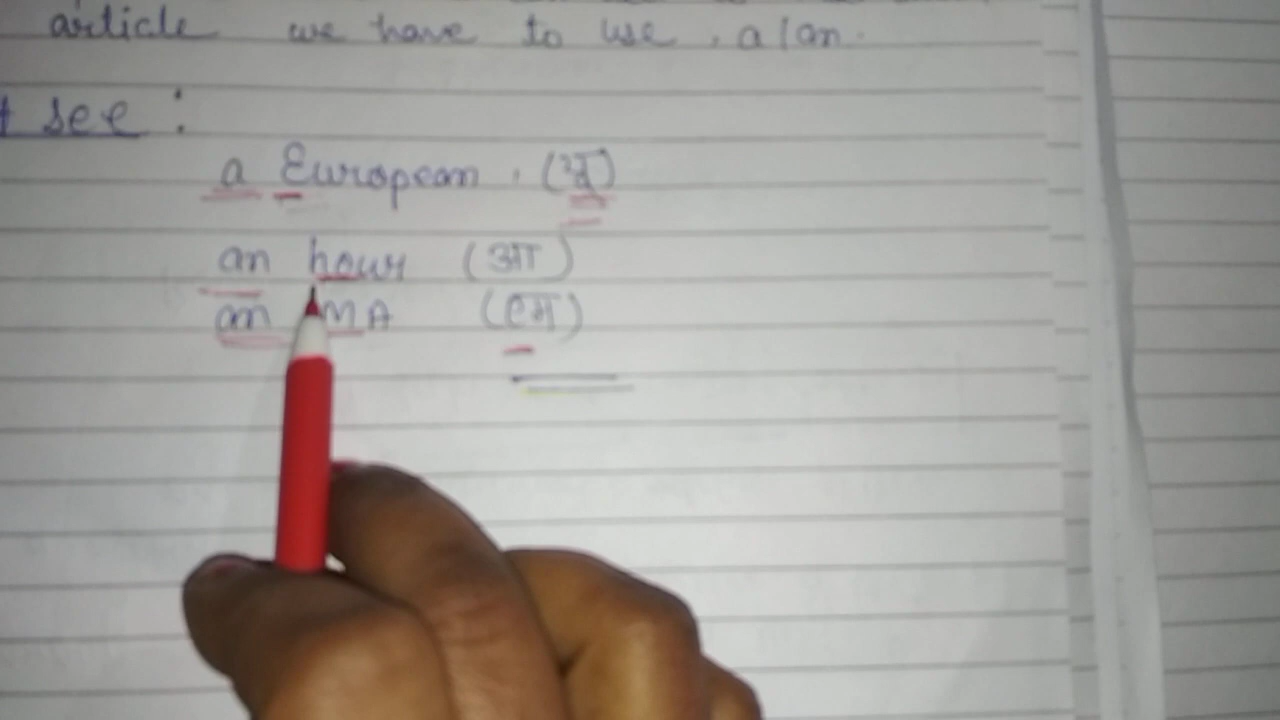 article we have to use, a/an.
see :
a European. (यू)
an hour (आ)
an MA (एम)